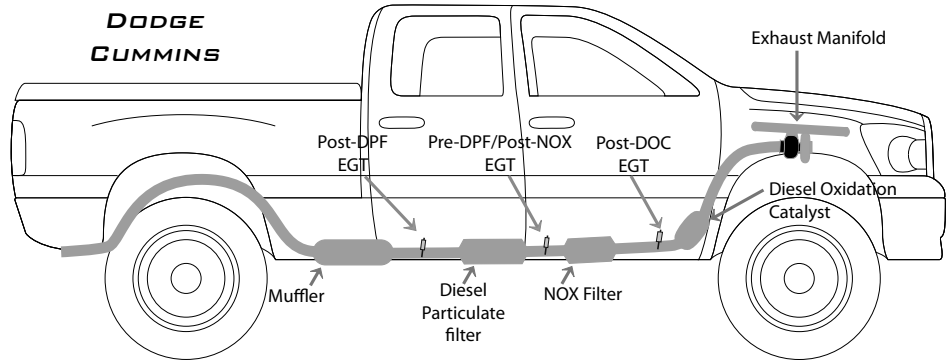 DODGE
CUMMINS
Exhaust Manifold
Post-DPF
EGT
Pre-DPF/Post-NOX
EGT
Post-DOC
EGT
Diesel Oxidation
Catalyst
Muffler
Diesel
Particulate
filter
NOX Filter